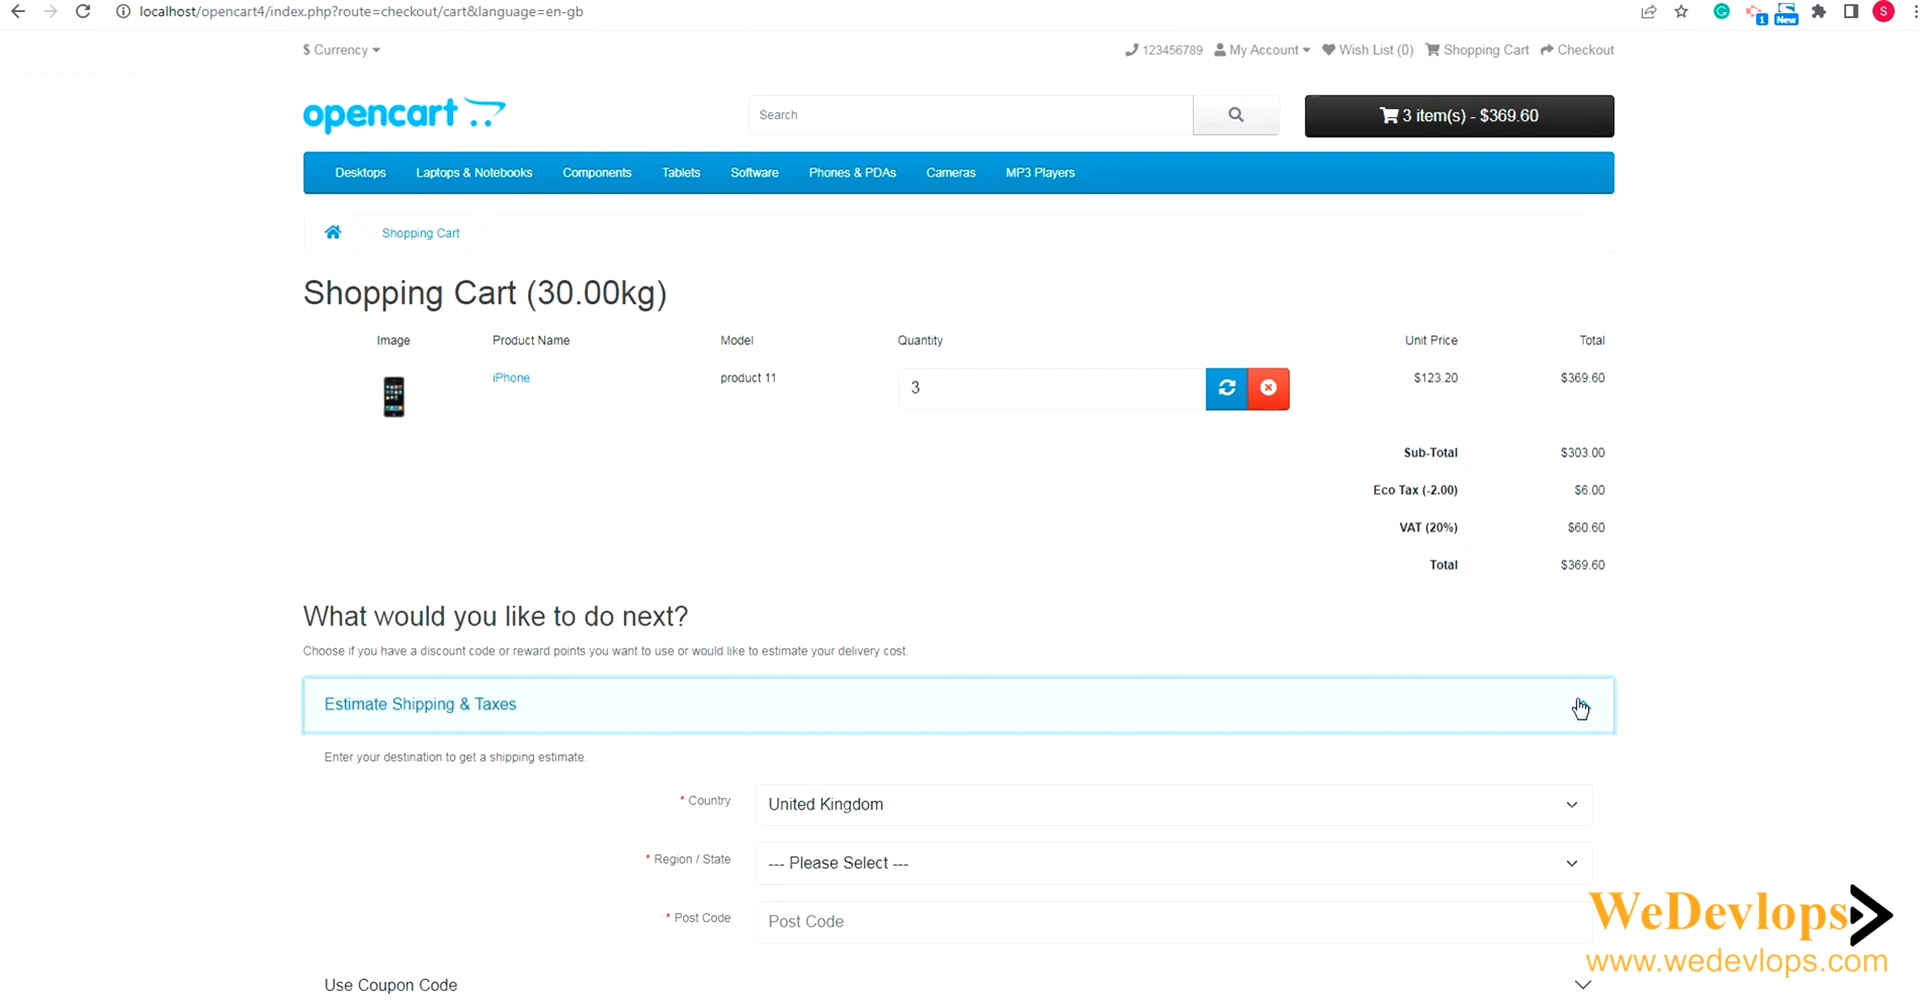 localhost/opencart4/index.php?route=checkout/cart&language=en-gb
1 New S
$ Currency 123456789 My Account Wish List (0) Shopping Cart Checkout
opencart Search 3 item(s) - $369.60
Desktops Laptops & Notebooks Components Tablets Software Phones & PDAs Cameras MP3 Players
Shopping Cart
Shopping Cart (30.00kg)
Image Product Name Model Quantity Unit Price Total
iPhone product 11 3 $123.20 $369.60
Sub-Total $303.00
Eco Tax (-2.00) $6.00
VAT (20%) $60.60
Total $369.60
What would you like to do next?
Choose if you have a discount code or reward points you want to use or would like to estimate your delivery cost.
Estimate Shipping & Taxes
Enter your destination to get a shipping estimate.
* Country United Kingdom
* Region / State --- Please Select ---
* Post Code Post Code
WeDevlops
www.wedevlops.com
Use Coupon Code